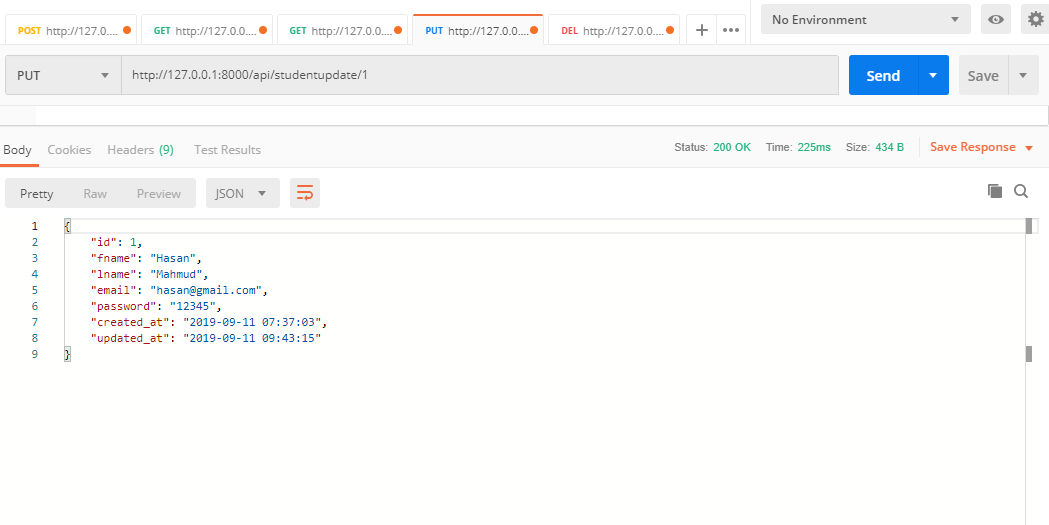 POST http://127.0.0.... GET http://127.0.0.... GET http://127.0.0.... PUT http://127.0.0.... DEL http://127.0.0.... + ••• No Environment
PUT http://127.0.0.1:8000/api/studentupdate/1 Send Save
Body Cookies Headers (9) Test Results Status: 200 OK Time: 225ms Size: 434 B Save Response
Pretty Raw Preview JSON
1 {
2 "id": 1,
3 "fname": "Hasan",
4 "lname": "Mahmud",
5 "email": "hasan@gmail.com",
6 "password": "12345",
7 "created_at": "2019-09-11 07:37:03",
8 "updated_at": "2019-09-11 09:43:15"
9 }